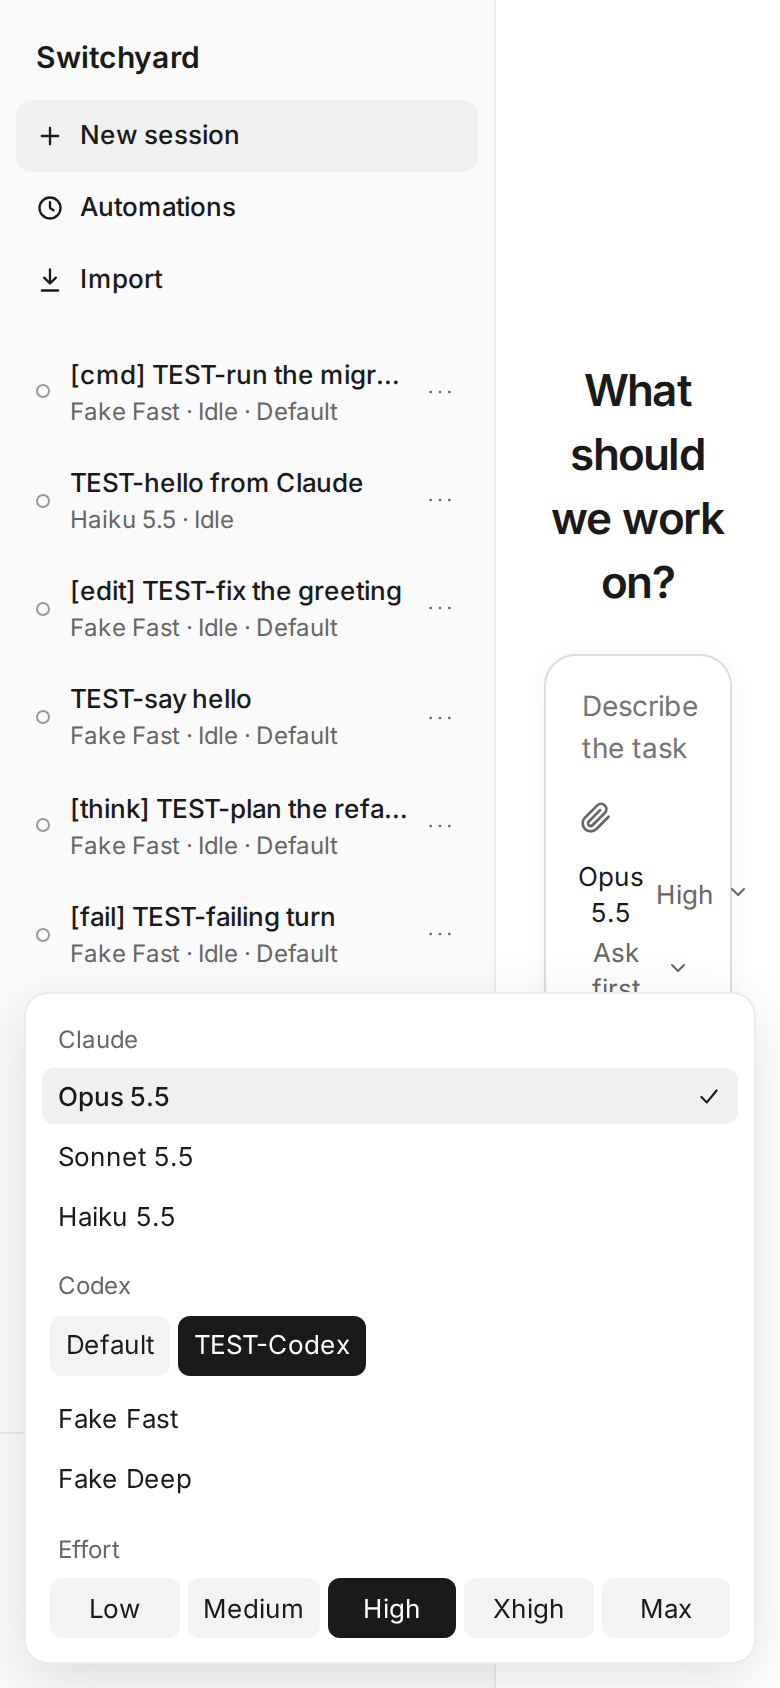 Switchyard
New session
Automations
Import
[cmd] TEST-run the migr...
Fake Fast · Idle · Default
TEST-hello from Claude
Haiku 5.5 · Idle
[edit] TEST-fix the greeting
Fake Fast · Idle · Default
TEST-say hello
Fake Fast · Idle · Default
[think] TEST-plan the refa...
Fake Fast · Idle · Default
[fail] TEST-failing turn
Fake Fast · Idle · Default
What
should
we work
on?
Describe
the task
Opus
5.5
High
Ask
first
Claude
Opus 5.5
Sonnet 5.5
Haiku 5.5
Codex
Default TEST-Codex
Fake Fast
Fake Deep
Effort
Low Medium High Xhigh Max